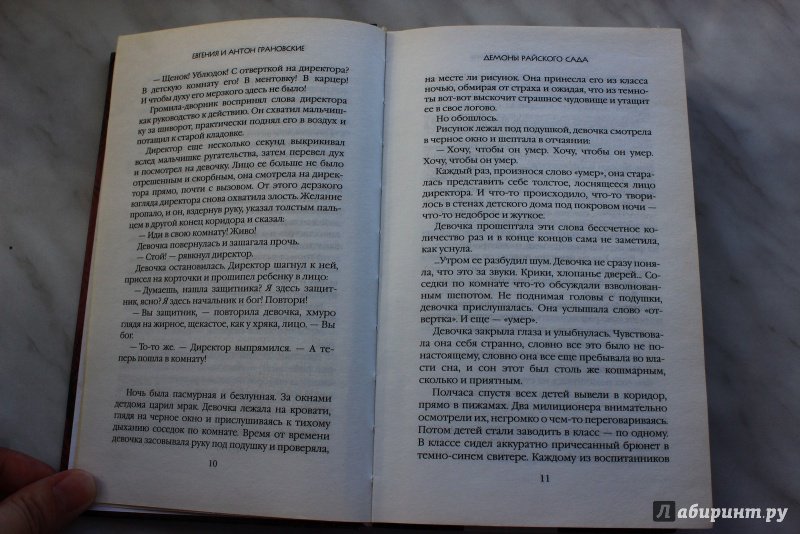 ЕВГЕНИЯ И АНТОН ГРАНОВСКИЕ
— Щенок! Ублюдок! С отверткой на директора?
В детскую комнату его! В ментовку! В карцер!
И чтобы духу его мерзкого здесь не было!
Громила-дворник воспринял слова директора
как руководство к действию. Он схватил мальчиш-
ку за шиворот, практически поднял его в воздух и
потащил к старой кладовке.
Директор еще несколько секунд выкрикивал
вслед мальчишке ругательства, затем перевел дух
и посмотрел на девочку. Лицо ее больше не было
отрешенным и скорбным, она смотрела на дирек-
тора прямо, почти с вызовом. От этого дерзкого
взгляда директора снова охватила злость. Желание
пропало, и он, вздернув руку, указал толстым паль-
цем в другой конец коридора и сказал:
— Иди в свою комнату! Живо!
Девочка повернулась и зашагала прочь.
— Стой! — рявкнул директор.
Девочка остановилась. Директор шагнул к ней,
присел на корточки и прошипел ребенку в лицо:
— Думаешь, нашла защитника? Я здесь защит-
ник, ясно? Я здесь начальник и бог! Повтори!
— Вы защитник, — повторила девочка, хмуро
глядя на жирное, щекастое, как у хряка, лицо. — Вы
бог.
— То-то же. — Директор выпрямился. — А те-
перь пошла в комнату!
Ночь была пасмурная и безлунная. За окнами
детдома царил мрак. Девочка лежала на кровати,
глядя на черное окно и прислушиваясь к тихому
дыханию соседок по комнате. Время от времени
девочка засовывала руку под подушку и проверяла,
10
ДЕМОНЫ РАЙСКОГО САДА
на месте ли рисунок. Она принесла его из класса
ночью, обмирая от страха и ожидая, что из темно-
ты вот-вот выскочит страшное чудовище и утащит
ее в свое логово.
Но обошлось.
Рисунок лежал под подушкой, девочка смотрела
в черное окно и шептала в отчаянии:
— Хочу, чтобы он умер. Хочу, чтобы он умер.
Хочу, чтобы он умер.
Каждый раз, произнося слово «умер», она ста-
ралась представить себе толстое, лоснящееся лицо
директора. И что-то происходило, что-то твори-
лось в стенах детского дома под покровом ночи —
что-то недоброе и жуткое.
Девочка прошептала эти слова бессчетное
количество раз и в конце концов сама не заметила,
как уснула.
...Утром ее разбудил шум. Девочка не сразу поня-
ла, что это за звуки. Крики, хлопанье дверей... Со-
седки по комнате что-то обсуждали взволнован-
ным шепотом. Не поднимая головы с подушки,
девочка прислушалась. Она услышала слово «от-
вертка». И еще — «умер».
Девочка закрыла глаза и улыбнулась. Чувствова-
ла она себя странно, словно все это было не по-
настоящему, словно она все еще пребывала во вла-
сти сна, и сон этот был столь же кошмарным,
сколько и приятным.
Полчаса спустя всех детей вывели в коридор,
прямо в пижамах. Два милиционера внимательно
осмотрели их, негромко о чем-то переговариваясь.
Потом детей стали заводить в класс — по одному.
В классе сидел аккуратно причесанный брюнет в
темно-синем свитере. Каждому из воспитанников
11
Лабиринт.ру